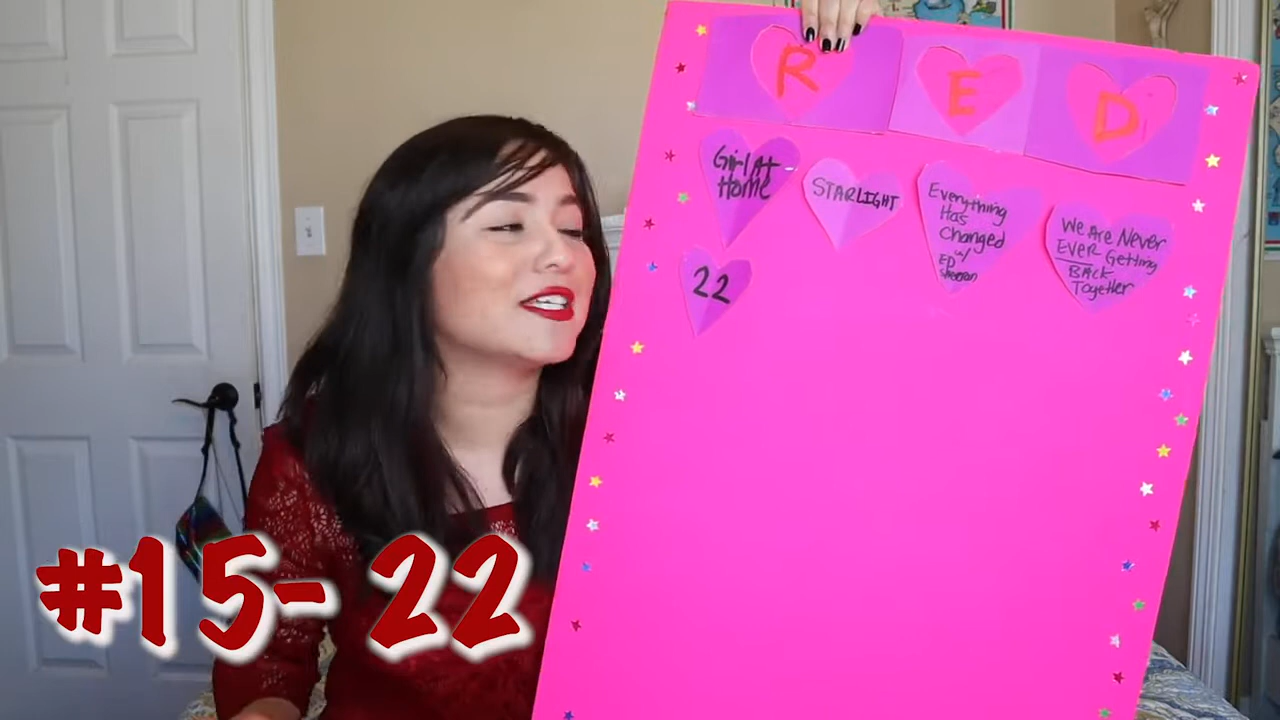 R E D
Girl At
Home
STARLIGHT
Everything
Has
Changed
w/
ED
Sheeran
We Are Never
EVER Getting
BACK
Together
22
#15- 22